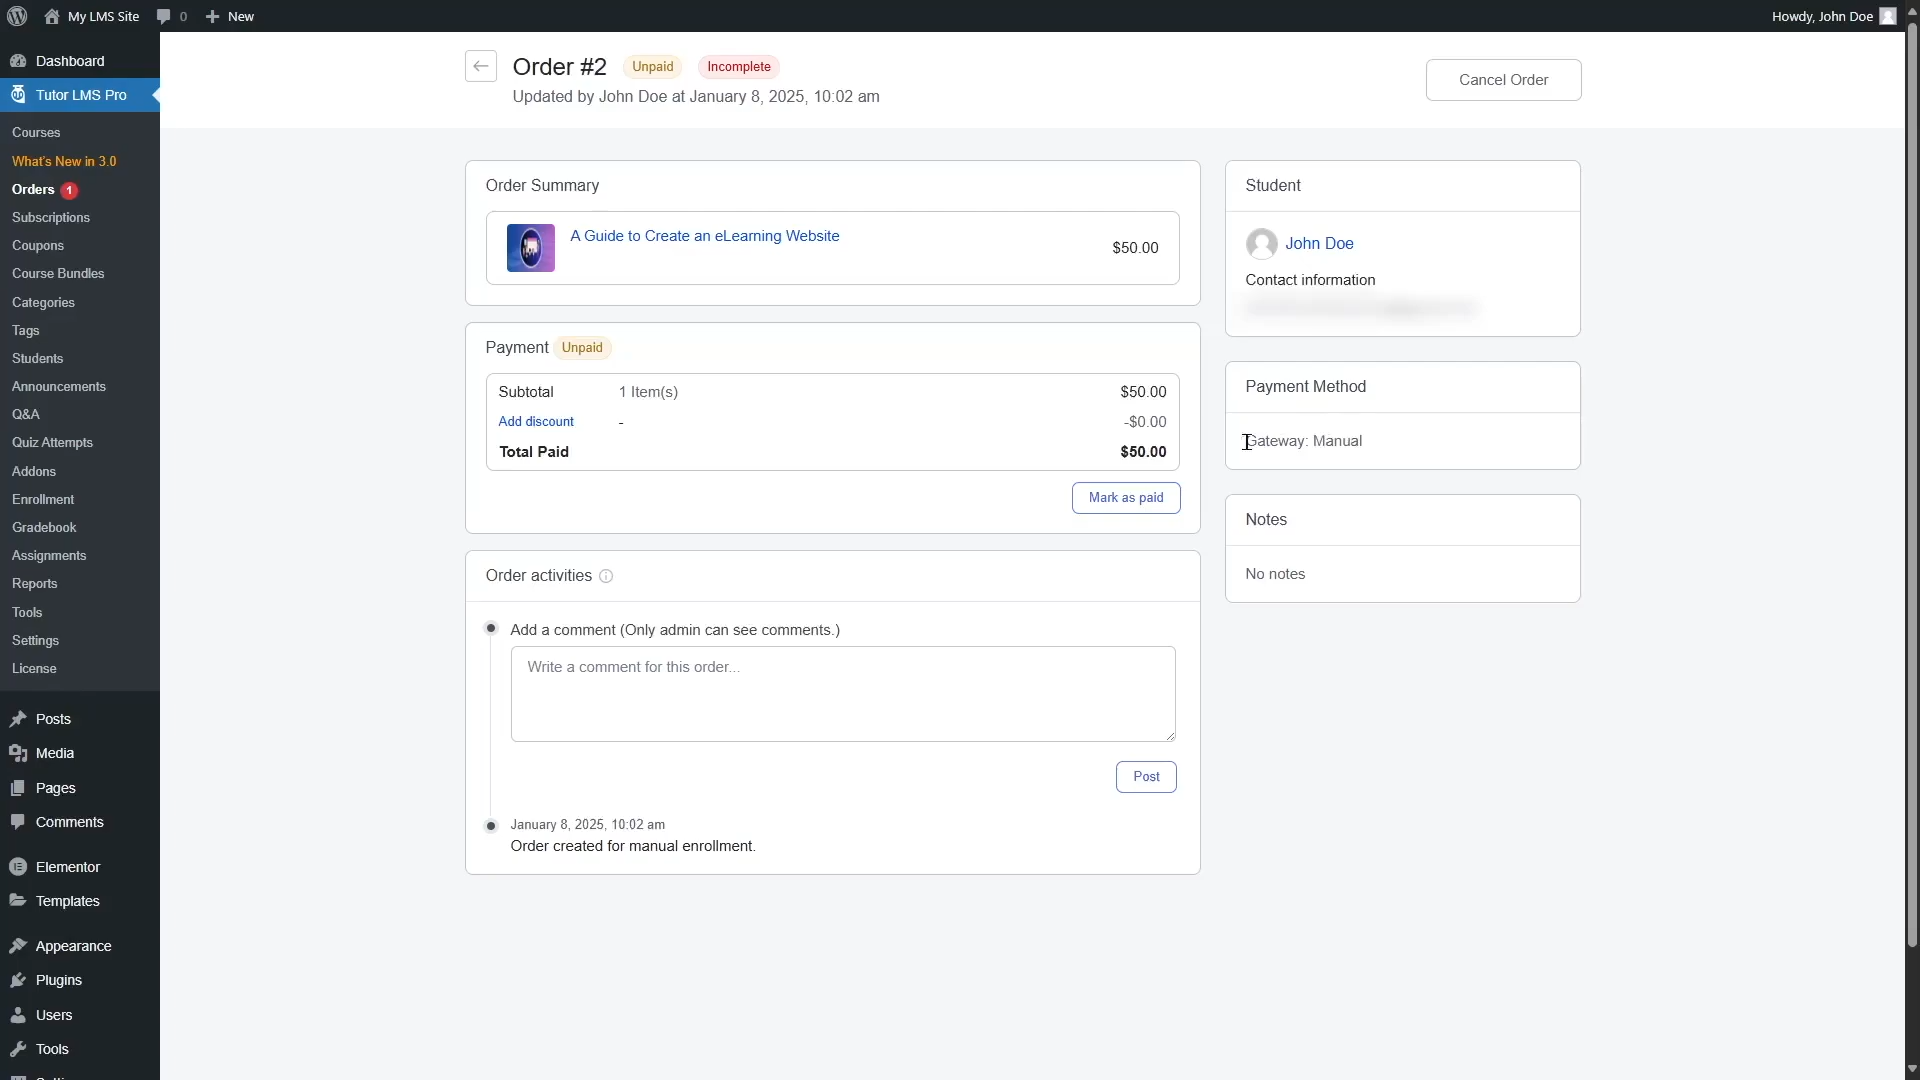 My LMS Site
0
New
Howdy, John Doe
Dashboard
Tutor LMS Pro
Courses
What's New in 3.0
Orders 1
Subscriptions
Coupons
Course Bundles
Categories
Tags
Students
Announcements
Q&A
Quiz Attempts
Addons
Enrollment
Gradebook
Assignments
Reports
Tools
Settings
License
Posts
Media
Pages
Comments
Elementor
Templates
Appearance
Plugins
Users
Tools
Order #2 Unpaid Incomplete
Updated by John Doe at January 8, 2025, 10:02 am
Cancel Order
Order Summary
A Guide to Create an eLearning Website
$50.00
Payment Unpaid
Subtotal 1 Item(s) $50.00
Add discount - -$0.00
Total Paid $50.00
Mark as paid
Order activities
Add a comment (Only admin can see comments.)
Write a comment for this order...
Post
January 8, 2025, 10:02 am
Order created for manual enrollment.
Student
John Doe
Contact information
Payment Method
Gateway: Manual
Notes
No notes